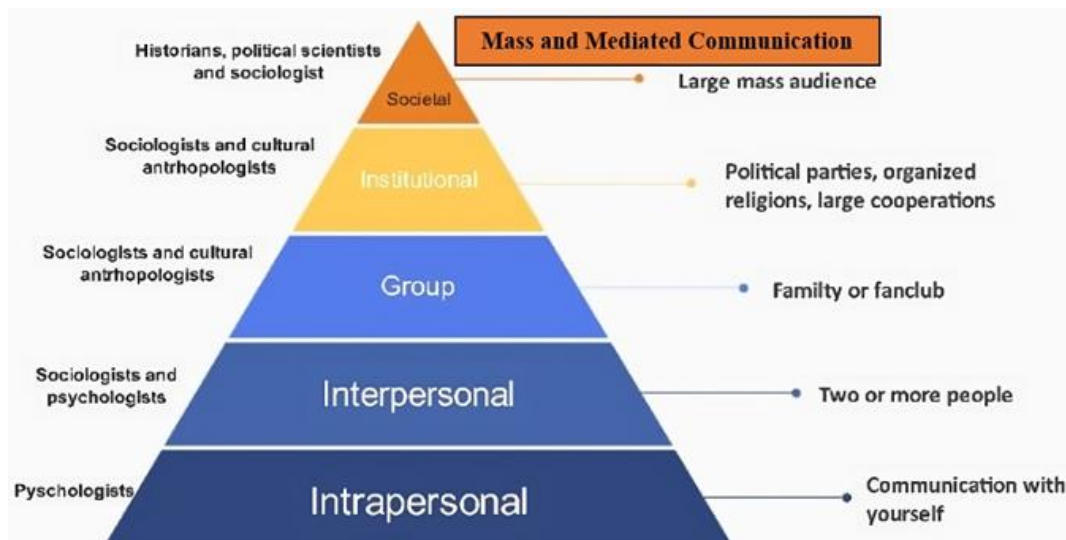 Mass and Mediated Communication
Historians, political scientists
and sociologist
Societal
Large mass audience
Sociologists and cultural
antrhopologists
Institutional
Political parties, organized
religions, large cooperations
Sociologists and cultural
antrhopologists
Group
Familty or fanclub
Sociologists and
psychologists
Interpersonal
Two or more people
Pyschologists
Intrapersonal
Communication with
yourself